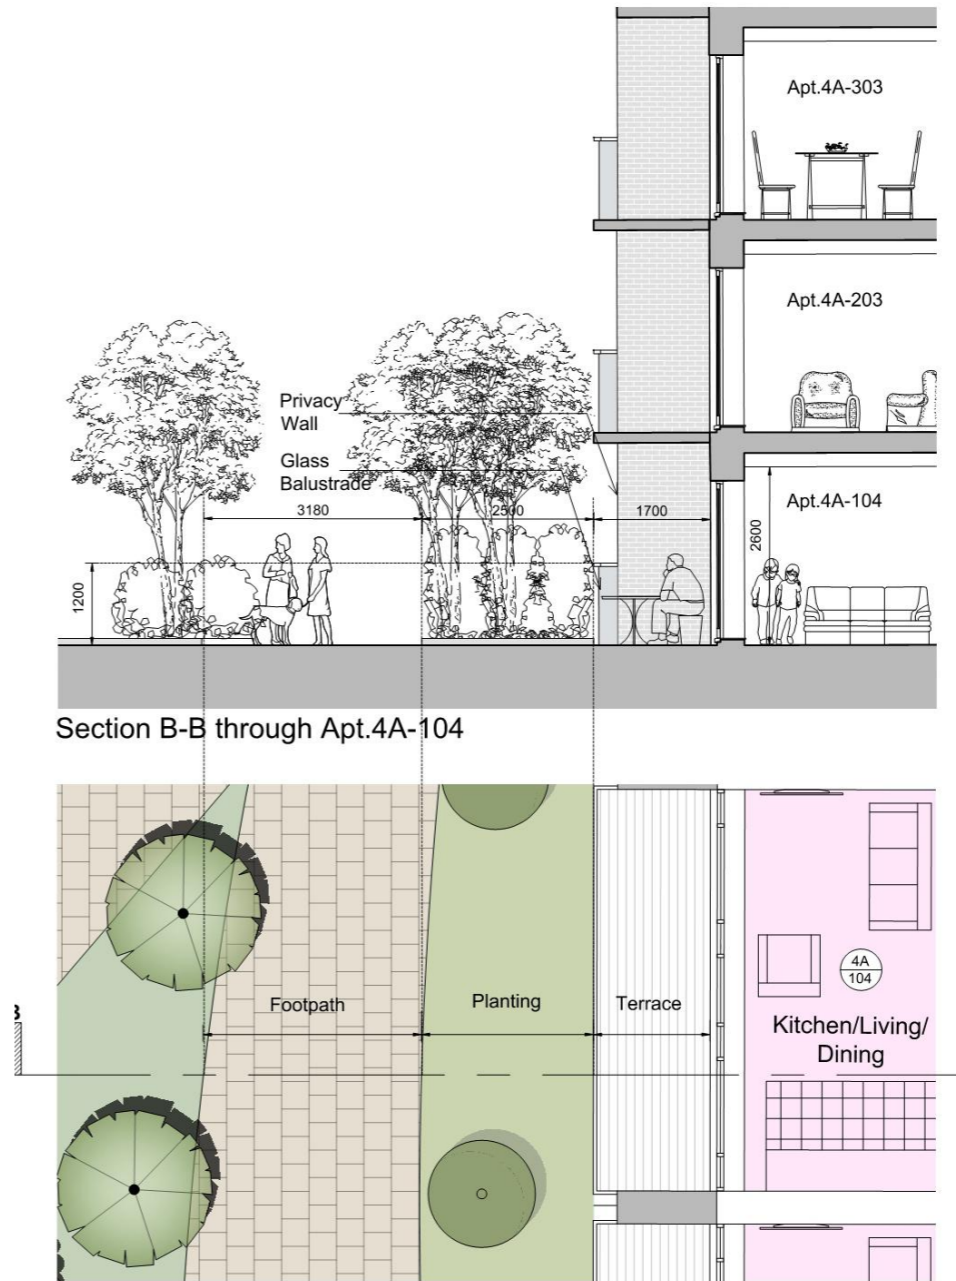 Apt.4A-303
Apt.4A-203
Privacy
Wall
Glass
Balustrade
Apt.4A-104
3180
2500
1700
2600
1200
Section B-B through Apt.4A-104
4A
104
Footpath
Planting
Terrace
Kitchen/Living/
Dining